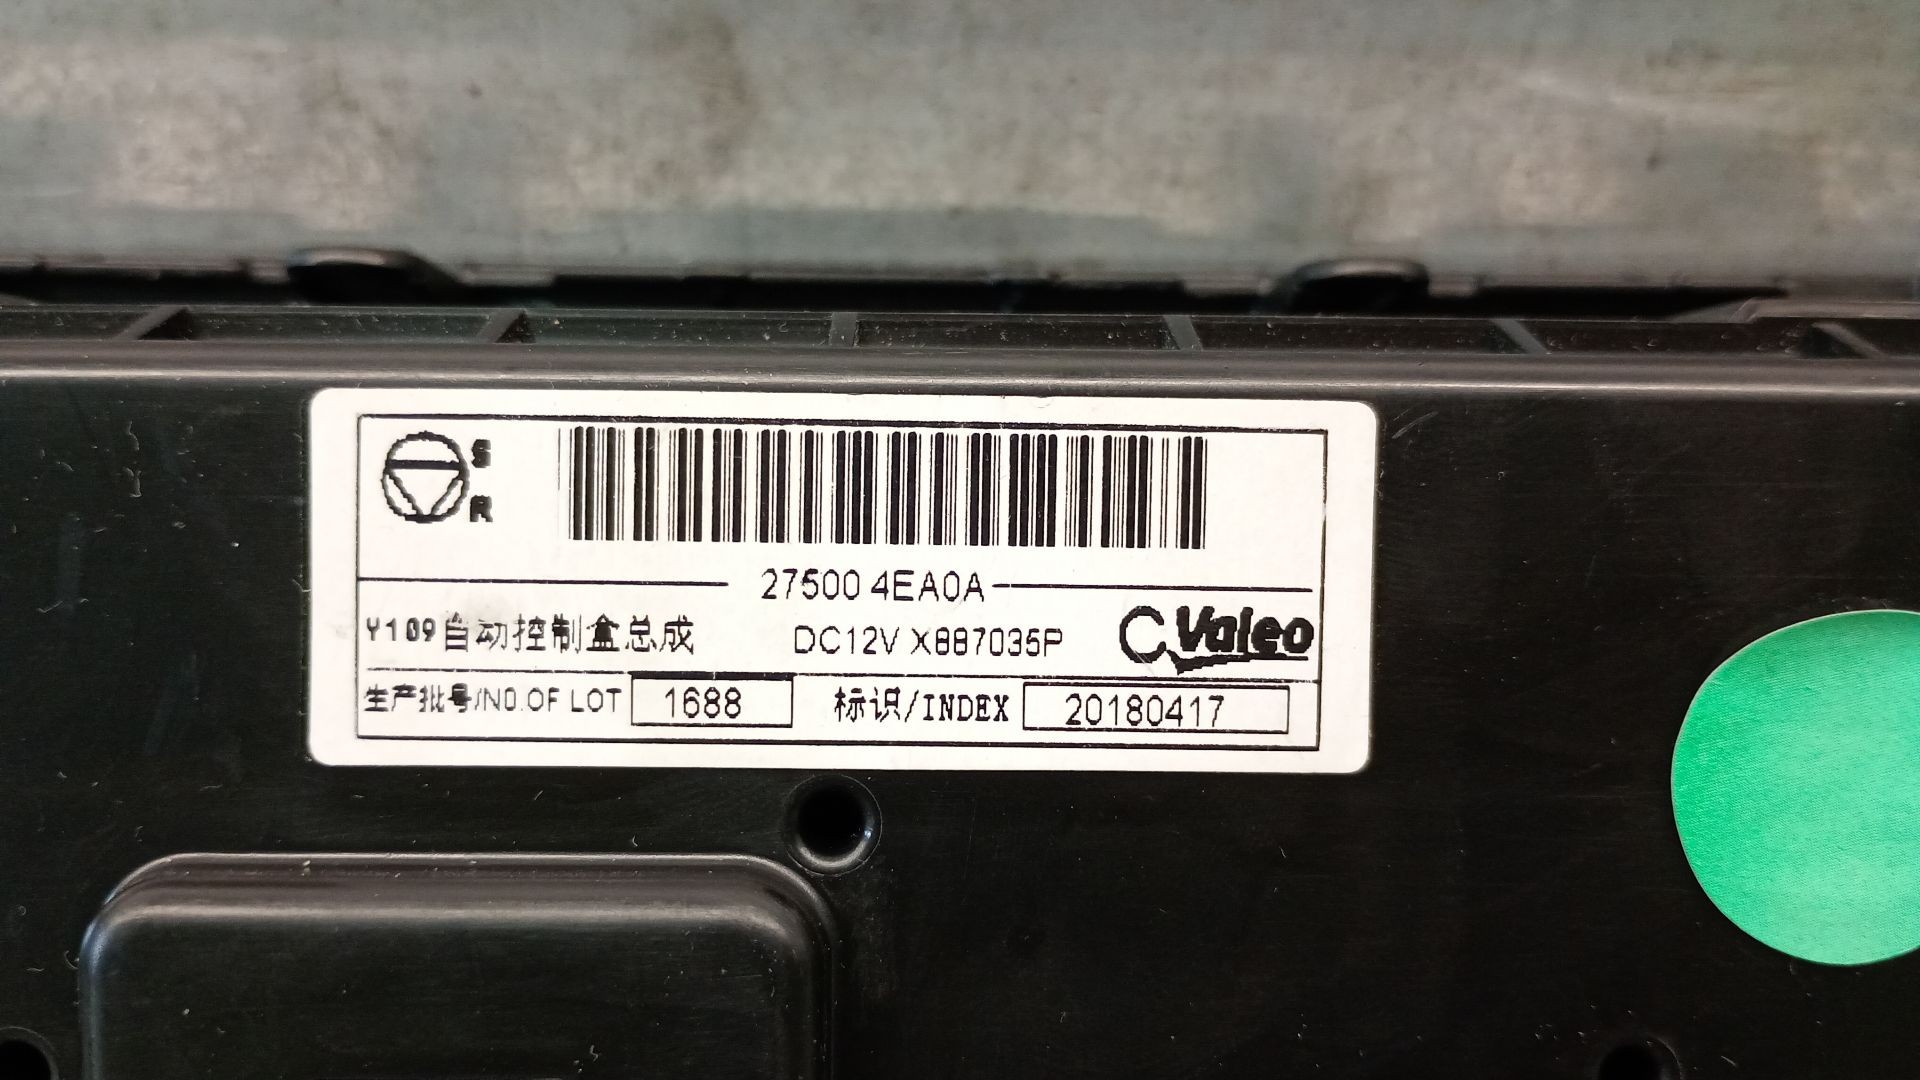 S
R
27500 4EA0A
Y109自动控制盒总成 DC12V X887035P Valeo
生产批号/NO.OF LOT 1688 标识/INDEX 20180417